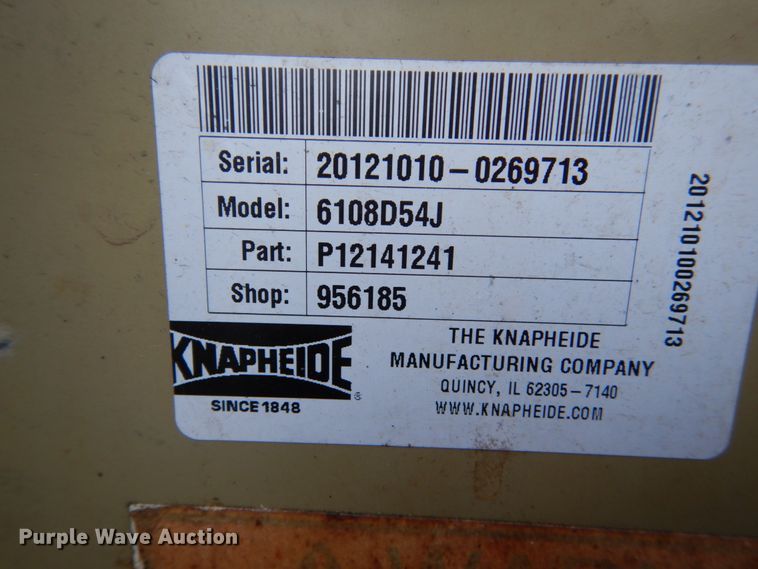 Serial: 20121010-0269713
Model: 6108D54J
Part: P12141241
Shop: 956185
201210100269713
KNAPHEIDE
SINCE 1848
THE KNAPHEIDE
MANUFACTURING COMPANY
QUINCY, IL 62305-7140
WWW.KNAPHEIDE.COM
Purple Wave Auction